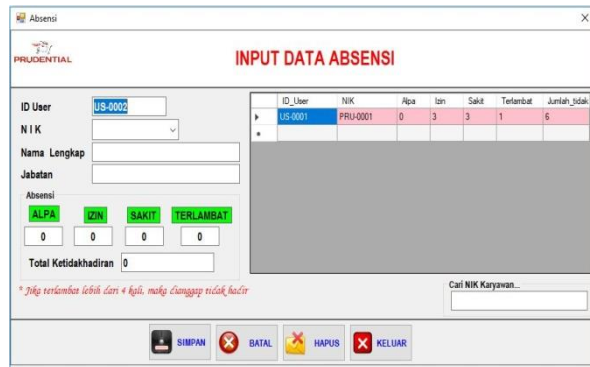 Absensi
PRUDENTIAL
INPUT DATA ABSENSI
ID User US-0002
NIK
Nama Lengkap
Jabatan
Absensi
ALPA IZIN SAKIT TERLAMBAT
0 0 0 0
Total Ketidakhadiran 0
* Jika terlambat lebih dari 4 kali, maka dianggap tidak hadir
ID_User NIK Alpa Izin Sakit Terlambat Jumlah_tidak
US-0001 PRU-0001 0 3 3 1 6
Cari NIK Karyawan...
SIMPAN BATAL HAPUS KELUAR